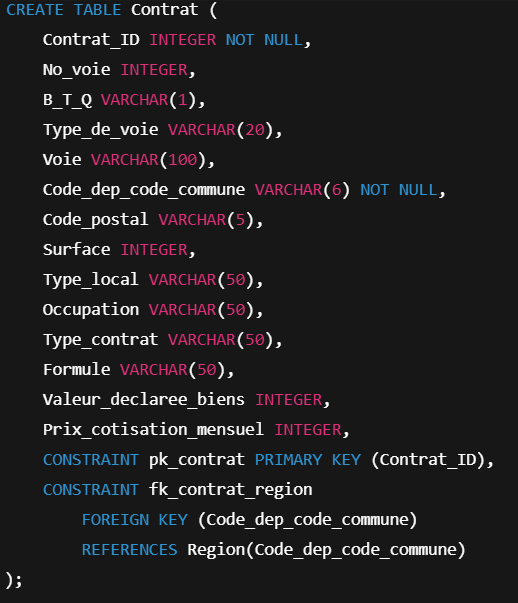 CREATE TABLE Contrat (
    Contrat_ID INTEGER NOT NULL,
    No_voie INTEGER,
    B_T_Q VARCHAR(1),
    Type_de_voie VARCHAR(20),
    Voie VARCHAR(100),
    Code_dep_code_commune VARCHAR(6) NOT NULL,
    Code_postal VARCHAR(5),
    Surface INTEGER,
    Type_local VARCHAR(50),
    Occupation VARCHAR(50),
    Type_contrat VARCHAR(50),
    Formule VARCHAR(50),
    Valeur_declaree_biens INTEGER,
    Prix_cotisation_mensuel INTEGER,
    CONSTRAINT pk_contrat PRIMARY KEY (Contrat_ID),
    CONSTRAINT fk_contrat_region
        FOREIGN KEY (Code_dep_code_commune)
        REFERENCES Region(Code_dep_code_commune)
);